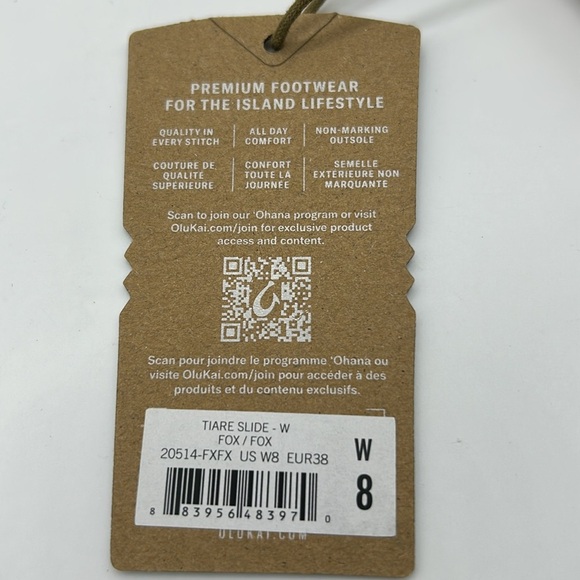 PREMIUM FOOTWEAR
FOR THE ISLAND LIFESTYLE
QUALITY IN EVERY STITCH
ALL DAY COMFORT
NON-MARKING OUTSOLE
COUTURE DE QUALITE SUPERIEURE
CONFORT TOUTE LA JOURNÉE
SEMELLE EXTÉRIEURE NON MARQUANTE
Scan to join our 'Ohana program or visit
OluKai.com/join for exclusive product
access and content.
Scan pour joindre le programme 'Ohana ou
visite OluKai.com/join pour accéder à des
produits et du contenu exclusifs.
TIARE SLIDE - W
FOX / FOX
20514-FXFX US W8 EUR38
W
8
8 83956 48397 0
OLUKAI.COM